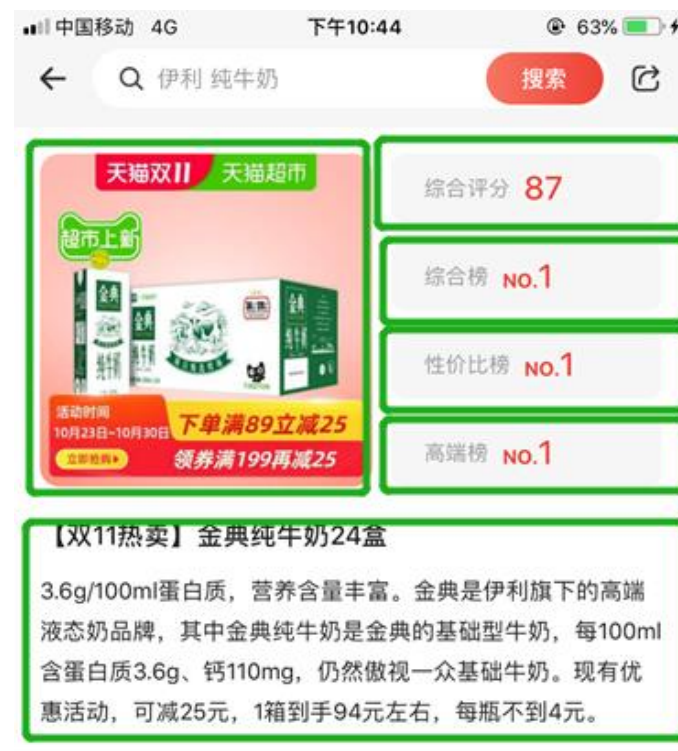 中国移动 4G 下午10:44 63%
伊利 纯牛奶 搜索
天猫双11 天猫超市
超市上新
金典
纯牛奶
活动时间
10月23日-10月30日
立即抢购
下单满89立减25
领券满199再减25
综合评分 87
综合榜 NO.1
性价比榜 NO.1
高端榜 NO.1
【双11热卖】金典纯牛奶24盒
3.6g/100ml蛋白质，营养含量丰富。金典是伊利旗下的高端
液态奶品牌，其中金典纯牛奶是金典的基础型牛奶，每100ml
含蛋白质3.6g、钙110mg，仍然傲视一众基础牛奶。现有优
惠活动，可减25元，1箱到手94元左右，每瓶不到4元。